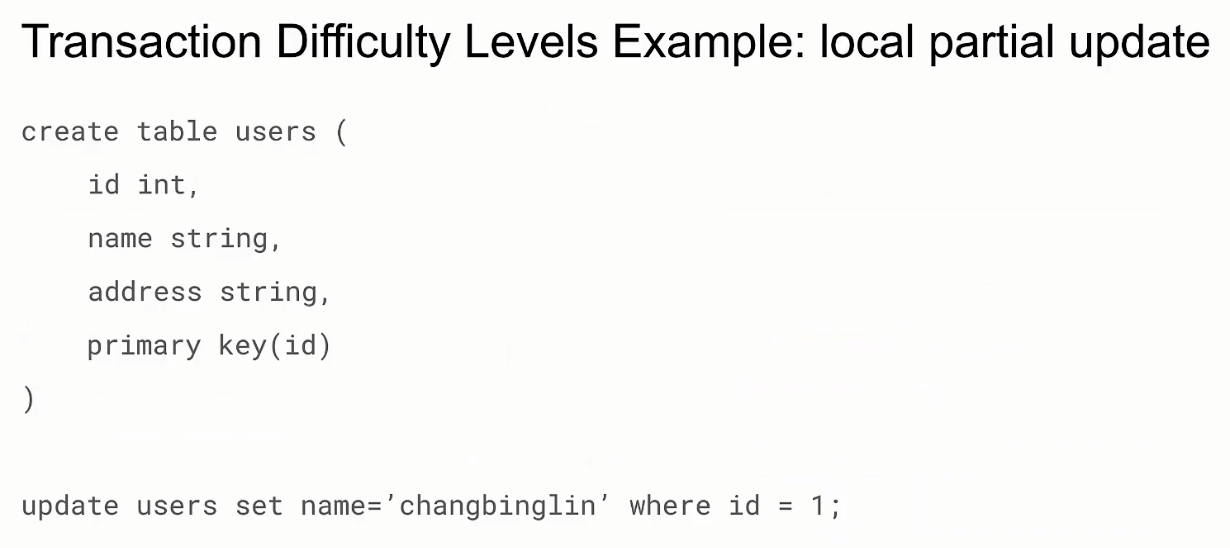 Transaction Difficulty Levels Example: local partial update
create table users (
id int,
name string,
address string,
primary key(id)
)
update users set name=’changbinglin’ where id = 1;